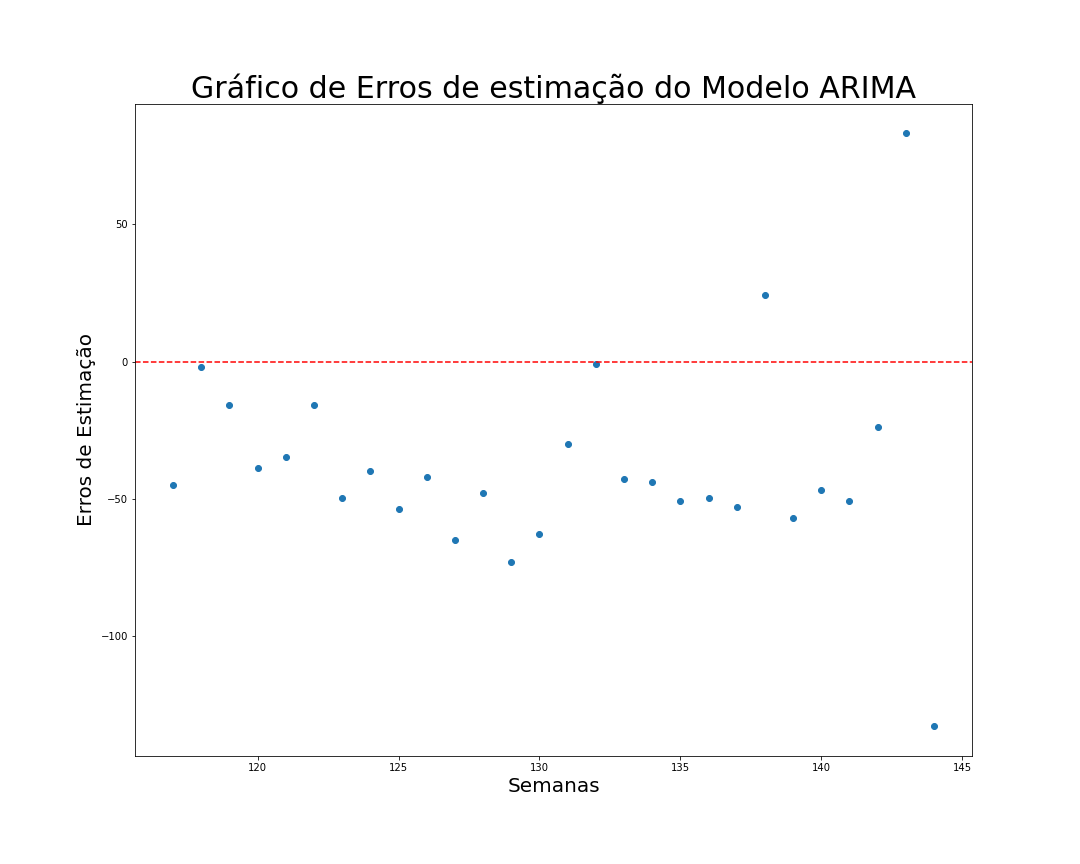 Gráfico de Erros de estimação do Modelo ARIMA
Erros de Estimação
50
0
−50
−100
120 125 130 135 140 145
Semanas